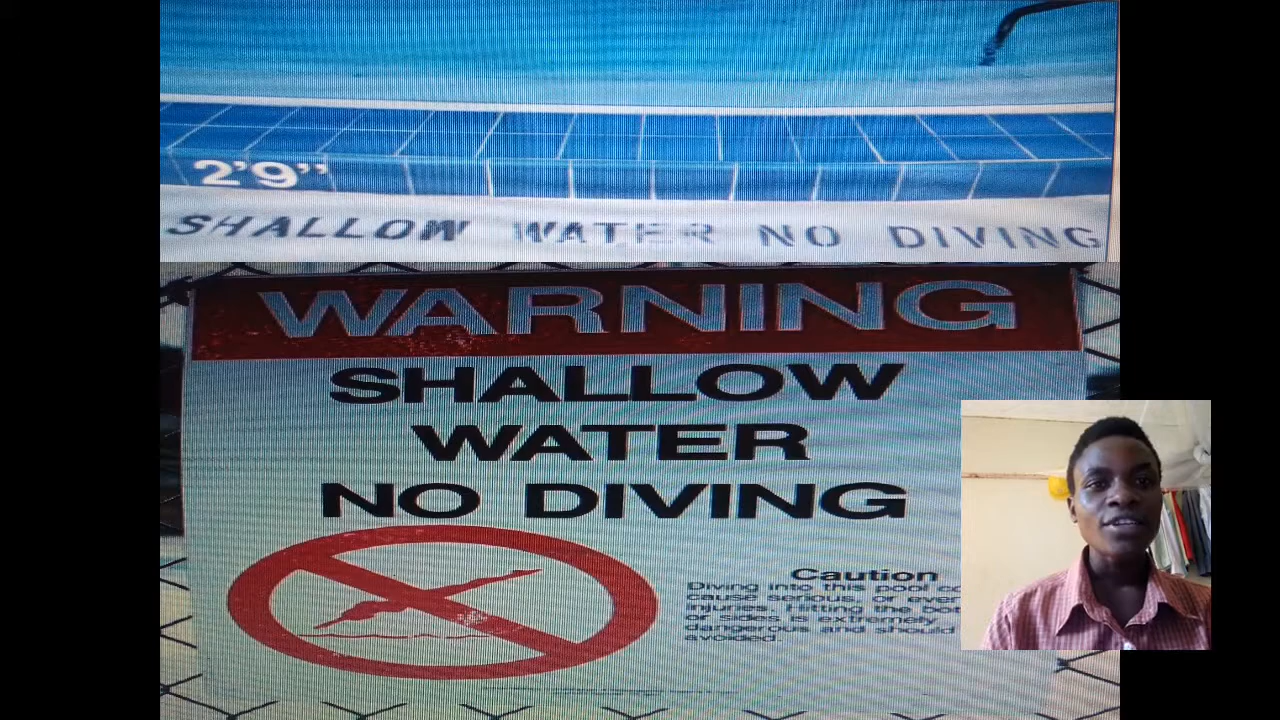 2'9"
SHALLOW WATER NO DIVING
WARNING
SHALLOW
WATER
NO DIVING
Caution
Diving into this pool
cause serious, or
injuries. Hitting the
or sides is extremely
dangerous and should
avoided.